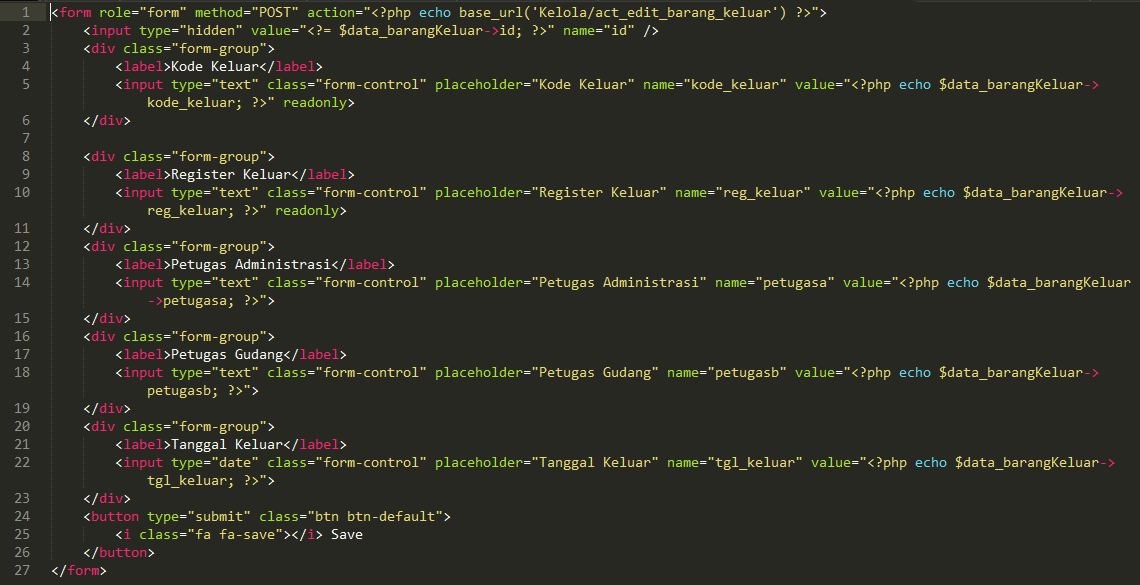 1 <form role="form" method="POST" action="<?php echo base_url('Kelola/act_edit_barang_keluar') ?>">
2 <input type="hidden" value="<?= $data_barangKeluar->id; ?>" name="id" />
3 <div class="form-group">
4 <label>Kode Keluar</label>
5 <input type="text" class="form-control" placeholder="Kode Keluar" name="kode_keluar" value="<?php echo $data_barangKeluar->
kode_keluar; ?>" readonly>
6 </div>
7
8 <div class="form-group">
9 <label>Register Keluar</label>
10 <input type="text" class="form-control" placeholder="Register Keluar" name="reg_keluar" value="<?php echo $data_barangKeluar->
reg_keluar; ?>" readonly>
11 </div>
12 <div class="form-group">
13 <label>Petugas Administrasi</label>
14 <input type="text" class="form-control" placeholder="Petugas Administrasi" name="petugasa" value="<?php echo $data_barangKeluar
->petugasa; ?>">
15 </div>
16 <div class="form-group">
17 <label>Petugas Gudang</label>
18 <input type="text" class="form-control" placeholder="Petugas Gudang" name="petugasb" value="<?php echo $data_barangKeluar->
petugasb; ?>">
19 </div>
20 <div class="form-group">
21 <label>Tanggal Keluar</label>
22 <input type="date" class="form-control" placeholder="Tanggal Keluar" name="tgl_keluar" value="<?php echo $data_barangKeluar->
tgl_keluar; ?>">
23 </div>
24 <button type="submit" class="btn btn-default">
25 <i class="fa fa-save"></i> Save
26 </button>
27 </form>